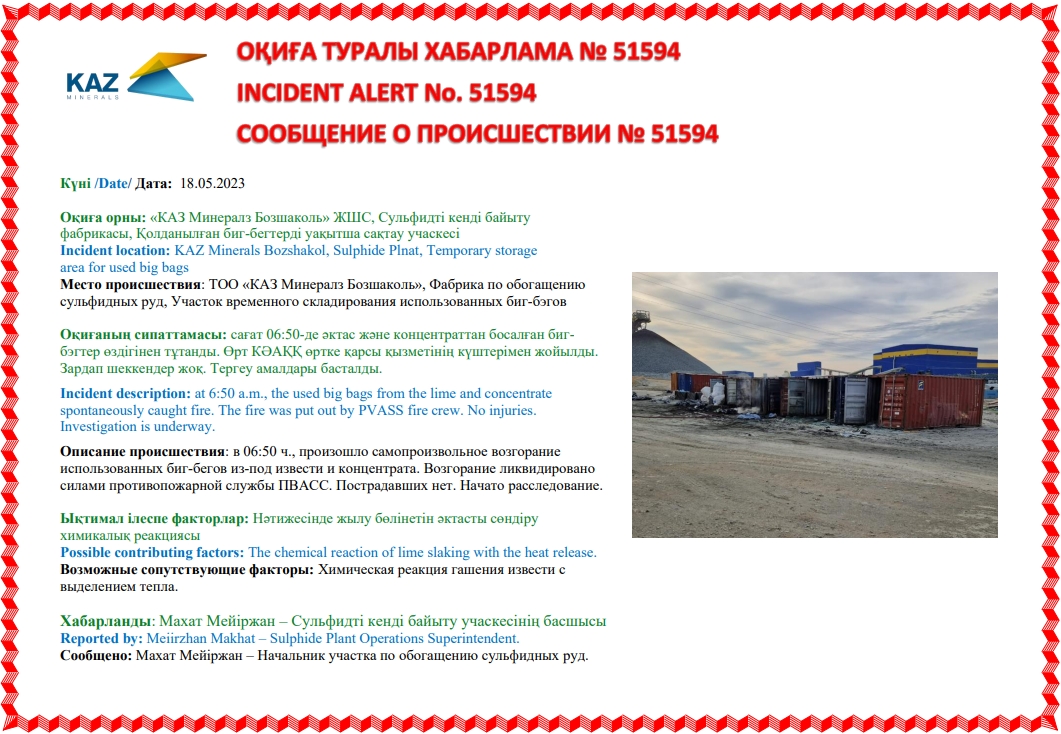 KAZ
MINERALS
ОҚИҒА ТУРАЛЫ ХАБАРЛАМА № 51594
INCIDENT ALERT No. 51594
СООБЩЕНИЕ О ПРОИСШЕСТВИИ № 51594
Күні /Date/ Дата: 18.05.2023
Оқиға орны: «КАЗ Минералз Бозшаколь» ЖШС, Сульфидті кенді байыту
фабрикасы, Қолданылған биг-бегтерді уақытша сақтау учаскесі
Incident location: KAZ Minerals Bozshakol, Sulphide Plnat, Temporary storage
area for used big bags
Место происшествия: ТОО «КАЗ Минералз Бозшаколь», Фабрика по обогащению
сульфидных руд, Участок временного складирования использованных биг-бэгов
Оқиғаның сипаттамасы: сағат 06:50-де әктас және концентраттан босалған биг-
бэгтер өздігінен тұтанды. Өрт КӘАҚҚ өртке қарсы қызметінің күштерімен жойылды.
Зардап шеккендер жоқ. Тергеу амалдары басталды.
Incident description: at 6:50 a.m., the used big bags from the lime and concentrate
spontaneously caught fire. The fire was put out by PVASS fire crew. No injuries.
Investigation is underway.
Описание происшествия: в 06:50 ч., произошло самопроизвольное возгорание
использованных биг-бегов из-под извести и концентрата. Возгорание ликвидировано
силами противопожарной службы ПВАСС. Пострадавших нет. Начато расследование.
Ықтимал ілеспе факторлар: Нәтижесінде жылу бөлінетін әктасты сөндіру
химикалық реакциясы
Possible contributing factors: The chemical reaction of lime slaking with the heat release.
Возможные сопутствующие факторы: Химическая реакция гашения извести с
выделением тепла.
Хабарланды: Махат Мейіржан – Сульфидті кенді байыту учаскесінің басшысы
Reported by: Meiirzhan Makhat – Sulphide Plant Operations Superintendent.
Сообщено: Махат Мейіржан – Начальник участка по обогащению сульфидных руд.